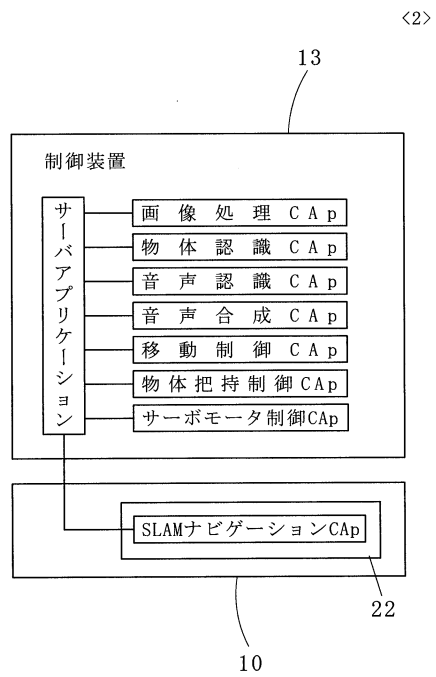 <2>
13
制御装置
サーバアプリケーション
画像処理CAp
物体認識CAp
音声認識CAp
音声合成CAp
移動制御CAp
物体把持制御CAp
サーボモータ制御CAp
SLAMナビゲーションCAp
22
10